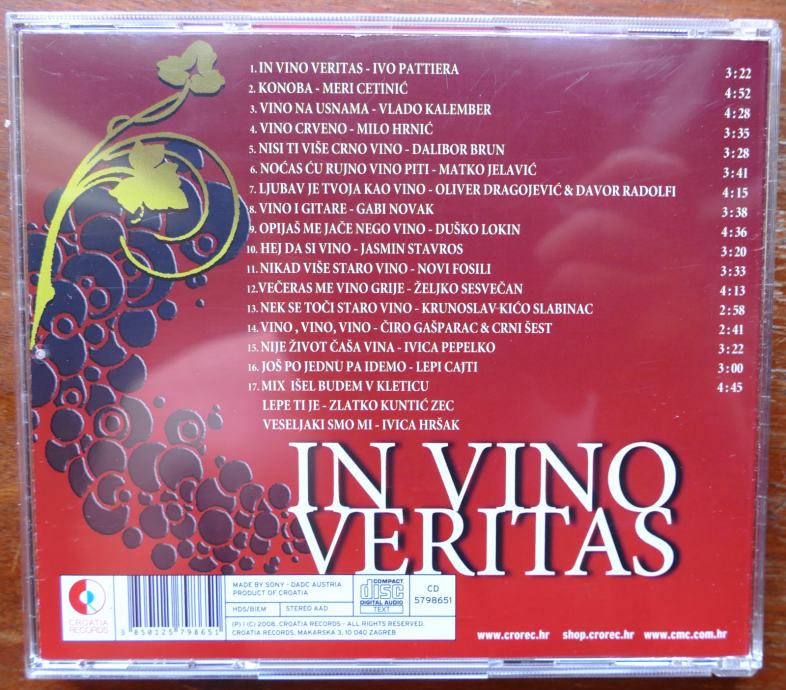 1. IN VINO VERITAS - IVO PATTIERA 3:22
2. KONOBA - MERI CETINIĆ 4:52
3. VINO NA USNAMA - VLADO KALEMBER 4:28
4. VINO CRVENO - MILO HRNIĆ 3:35
5. NISI TI VIŠE CRNO VINO - DALIBOR BRUN 3:28
6. NOĆAS ĆU RUJNO VINO PITI - MATKO JELAVIĆ 3:41
7. LJUBAV JE TVOJA KAO VINO - OLIVER DRAGOJEVIĆ & DAVOR RADOLFI 4:15
8. VINO I GITARE - GABI NOVAK 3:38
9. OPIJAŠ ME JAČE NEGO VINO - DUŠKO LOKIN 4:36
10. HEJ DA SI VINO - JASMIN STAVROS 3:20
11. NIKAD VIŠE STARO VINO - NOVI FOSILI 3:33
12.VEČERAS ME VINO GRIJE - ŽELJKO SESVEČAN 4:13
13. NEK SE TOČI STARO VINO - KRUNOSLAV-KIĆO SLABINAC 2:58
14. VINO , VINO, VINO - ČIRO GAŠPARAC & CRNI ŠEST 2:41
15. NIJE ŽIVOT ČAŠA VINA - IVICA PEPELKO 3:22
16. JOŠ PO JEDNU PA IDEMO - LEPI CAJTI 3:00
17. MIX IŠEL BUDEM V KLETICU 4:45
LEPE TI JE - ZLATKO KUNTIĆ ZEC
VESELJAKI SMO MI - IVICA HRŠAK
IN VINO
VERITAS
CROATIA
RECORDS
3 850125 798651
MADE BY SONY - DADC AUSTRIA
PRODUCT OF CROATIA
HDS/BIEM STEREO AAD
COMPACT
disc
DIGITAL AUDIO
TEXT
CD
5798651
(P) I (C) 2008. CROATIA RECORDS - ALL RIGHTS RESERVED.
CROATIA RECORDS, MAKARSKA 3, 10 040 ZAGREB
www.crorec.hr shop.crorec.hr www.cmc.com.hr